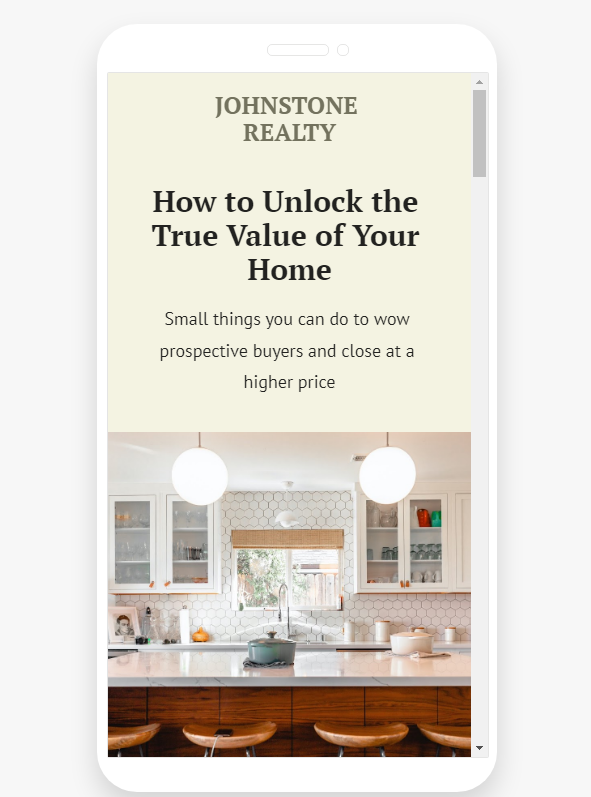 JOHNSTONE
REALTY
How to Unlock the
True Value of Your
Home
Small things you can do to wow
prospective buyers and close at a
higher price